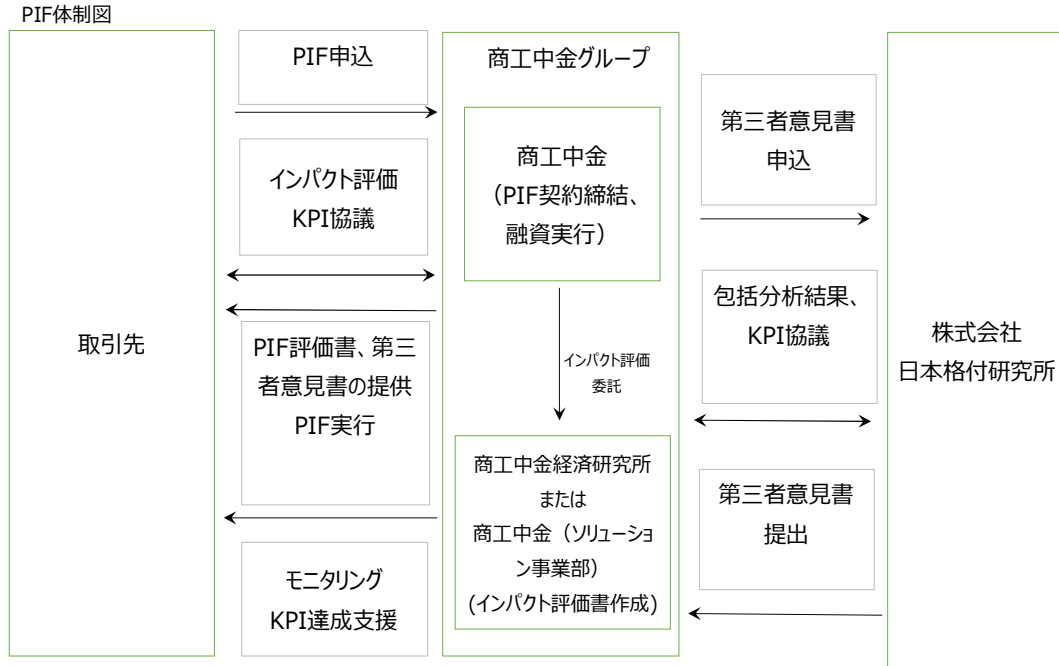 PIF体制図
取引先
PIF申込
インパクト評価
KPI協議
PIF評価書、第三
者意見書の提供
PIF実行
モニタリング
KPI達成支援
商工中金グループ
商工中金
（PIF契約締結、
融資実行）
インパクト評価
委託
商工中金経済研究所
または
商工中金（ソリューショ
ン事業部）
(インパクト評価書作成)
第三者意見書
申込
包括分析結果、
KPI協議
第三者意見書
提出
株式会社
日本格付研究所